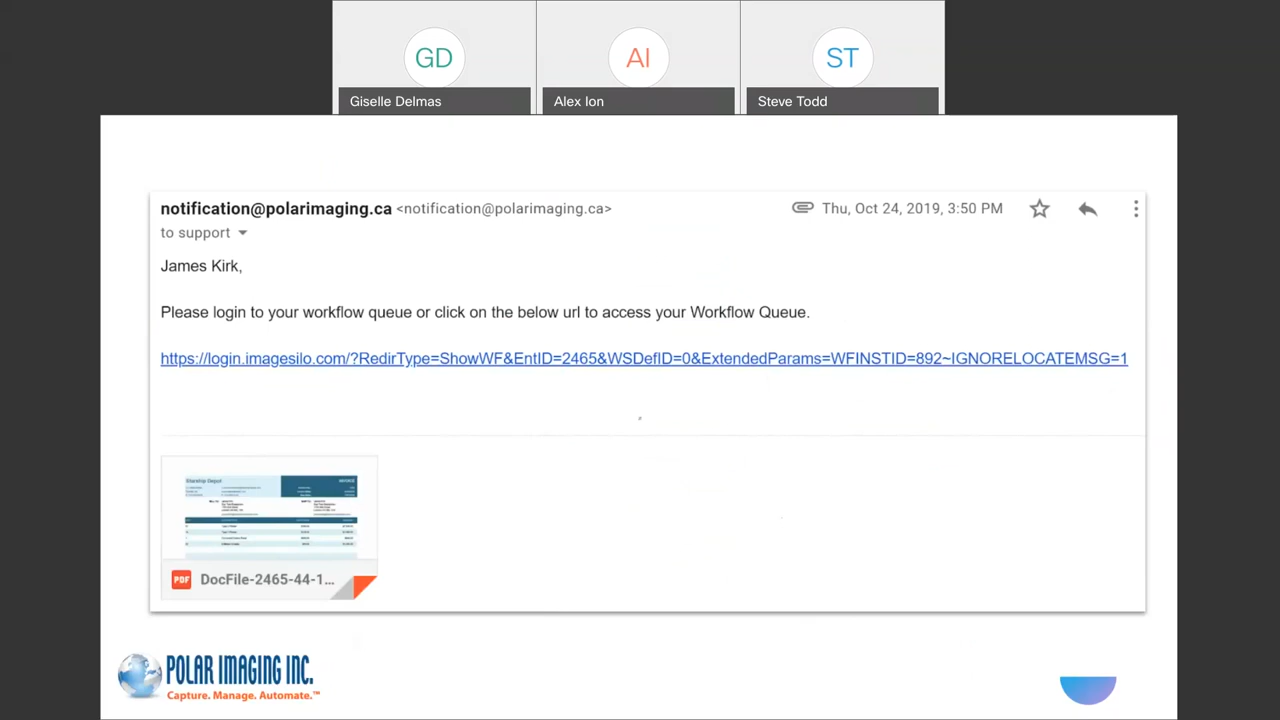 GD
AI
ST
Giselle Delmas
Alex Ion
Steve Todd
notification@polarimaging.ca <notification@polarimaging.ca>
Thu, Oct 24, 2019, 3:50 PM
to support
James Kirk,
Please login to your workflow queue or click on the below url to access your Workflow Queue.
https://login.imagesilo.com/?RedirType=ShowWF&EntID=2465&WSDefID=0&ExtendedParams=WFINSTID=892~IGNORELOCATEMSG=1
Starship Depot
INVOICE
PDF
DocFile-2465-44-1...
POLAR IMAGING INC.
Capture. Manage. Automate.™